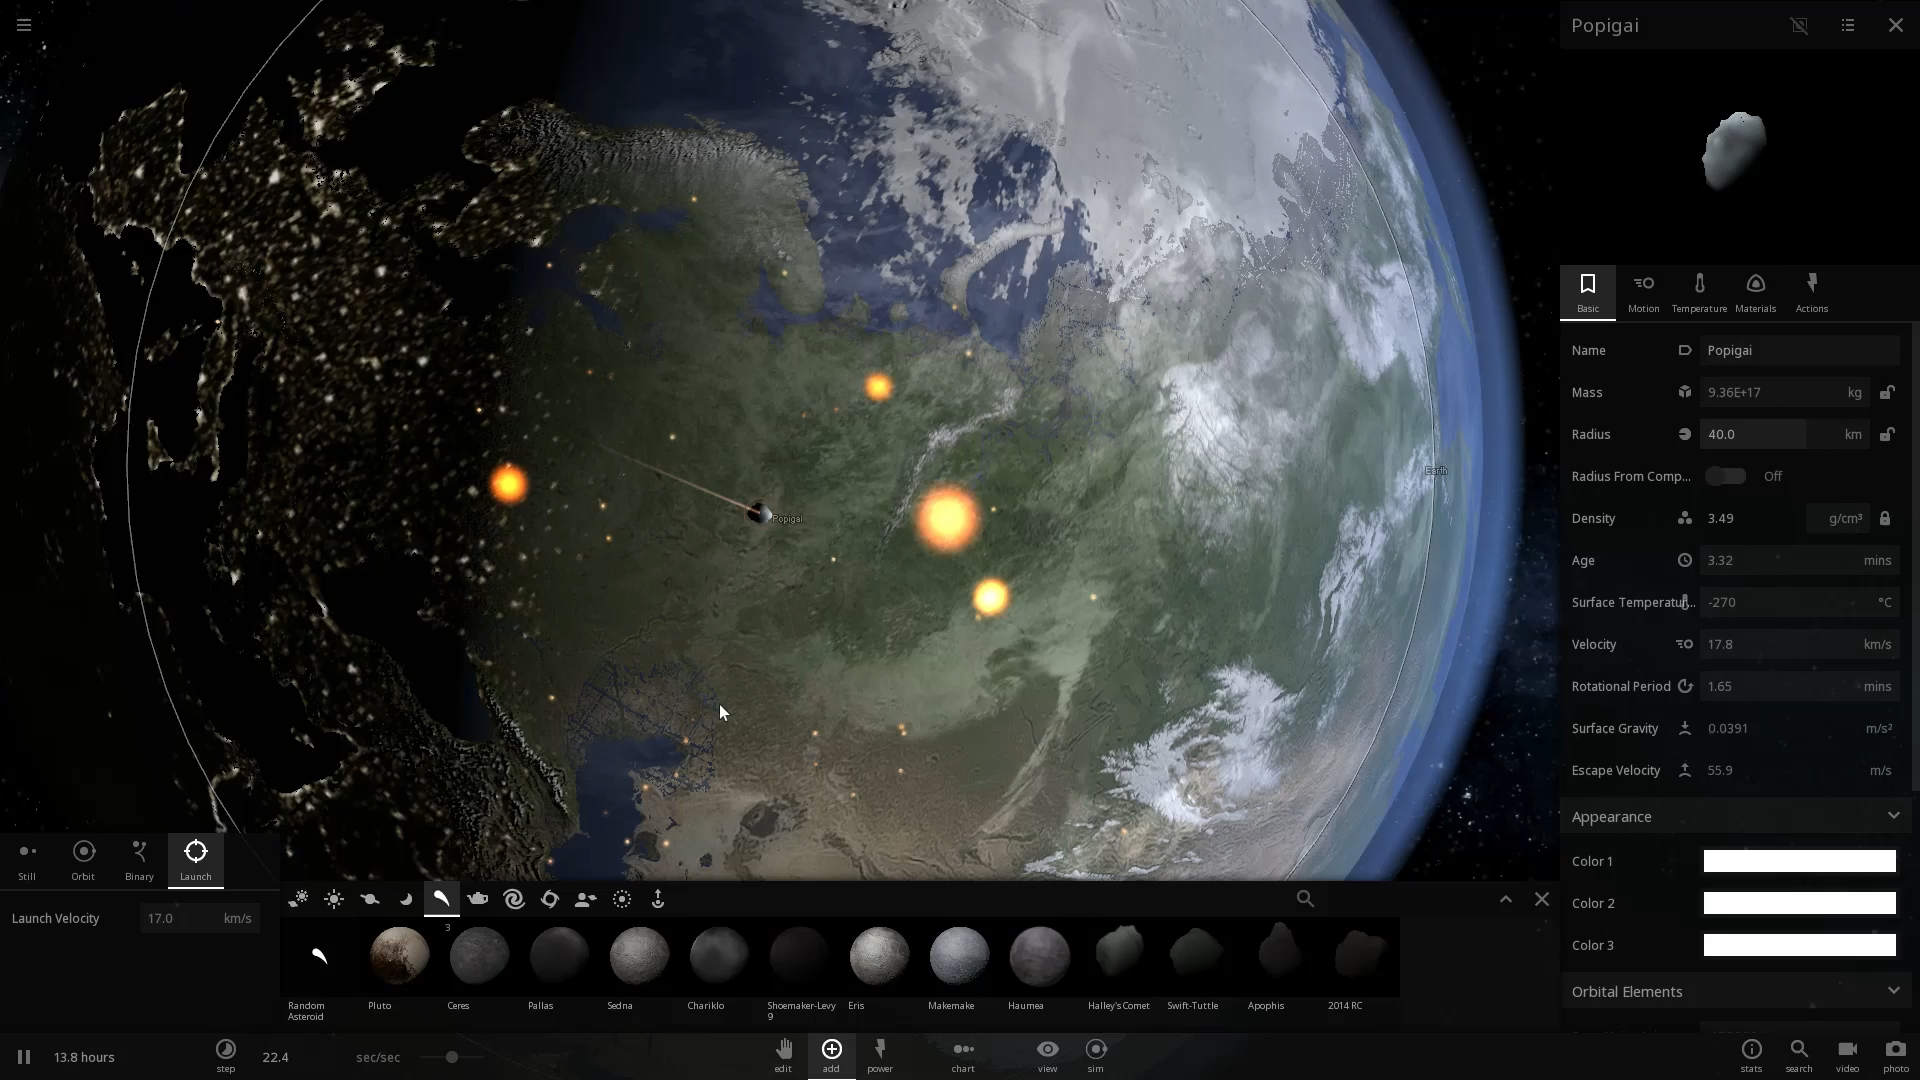 Popigai
Basic
Motion
Temperature
Materials
Actions
Name
Popigai
Mass
9.36E+17
kg
Radius
40.0
km
Radius From Comp...
Off
Density
3.49
g/cm³
Age
3.32
mins
Surface Temperatur...
-270
°C
Velocity
17.8
km/s
Rotational Period
1.65
mins
Surface Gravity
0.0391
m/s²
Escape Velocity
55.9
m/s
Appearance
Color 1
Color 2
Color 3
Orbital Elements
Earth
Popigai
Still
Orbit
Binary
Launch
Launch Velocity
17.0
km/s
3
Random
Asteroid
Pluto
Ceres
Pallas
Sedna
Chariklo
Shoemaker-Levy
9
Eris
Makemake
Haumea
Halley's Comet
Swift-Tuttle
Apophis
2014 RC
13.8 hours
step
22.4
sec/sec
edit
add
power
chart
view
sim
stats
search
video
photo